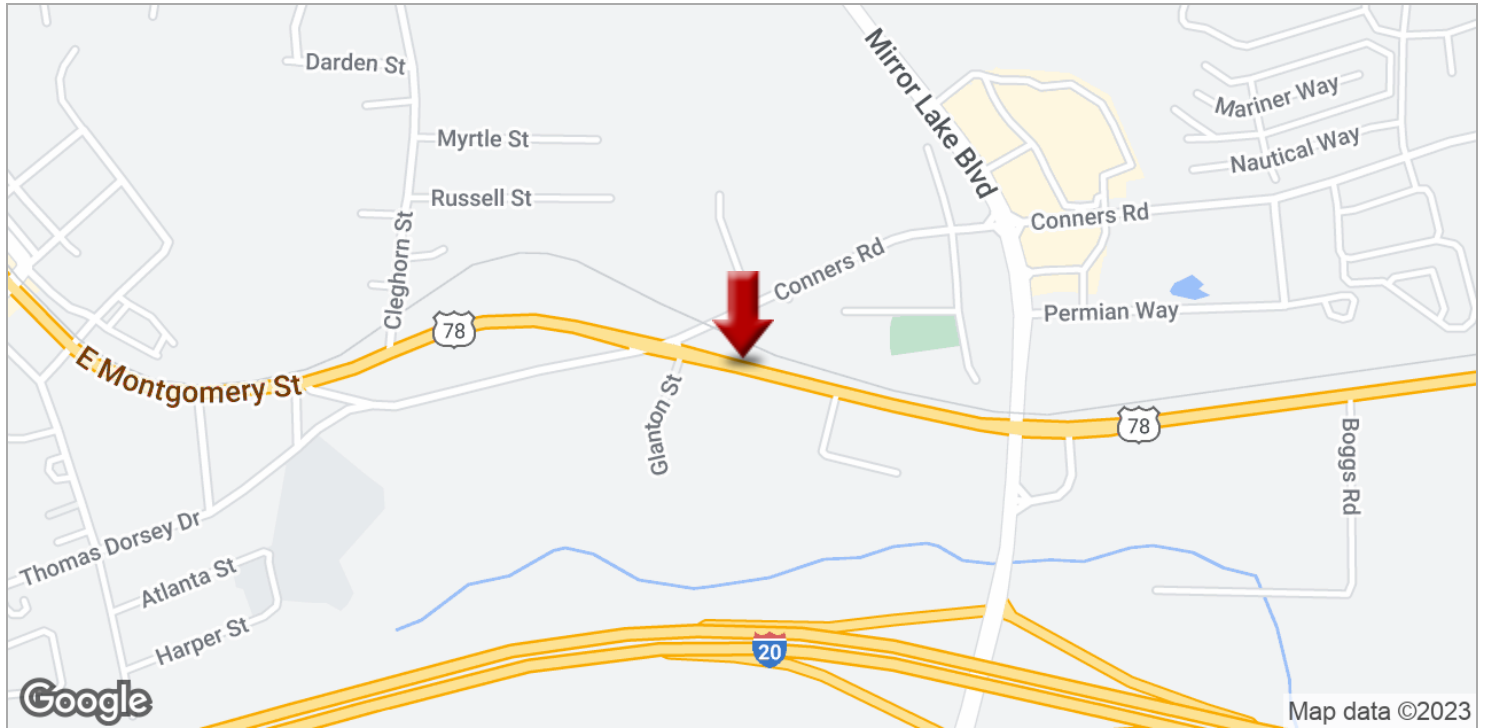 Darden St
Mirror Lake Blvd
Mariner Way
Myrtle St
Nautical Way
Russell St
Conners Rd
Cleghorn St
Conners Rd
Permian Way
78
E Montgomery St
Glanton St
78
Boggs Rd
Thomas Dorsey Dr
Atlanta St
Harper St
20
Google
Map data ©2023